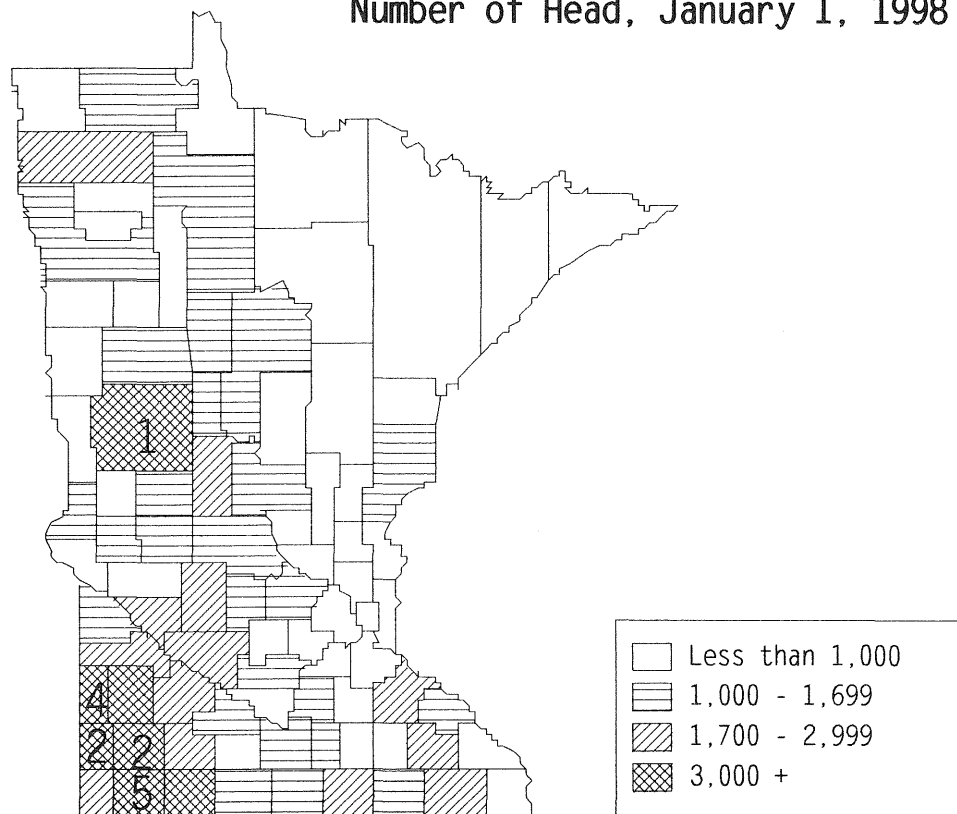 Number of Head, January 1, 1998
1
4
2
2
5
Less than 1,000
1,000 - 1,699
1,700 - 2,999
3,000 +